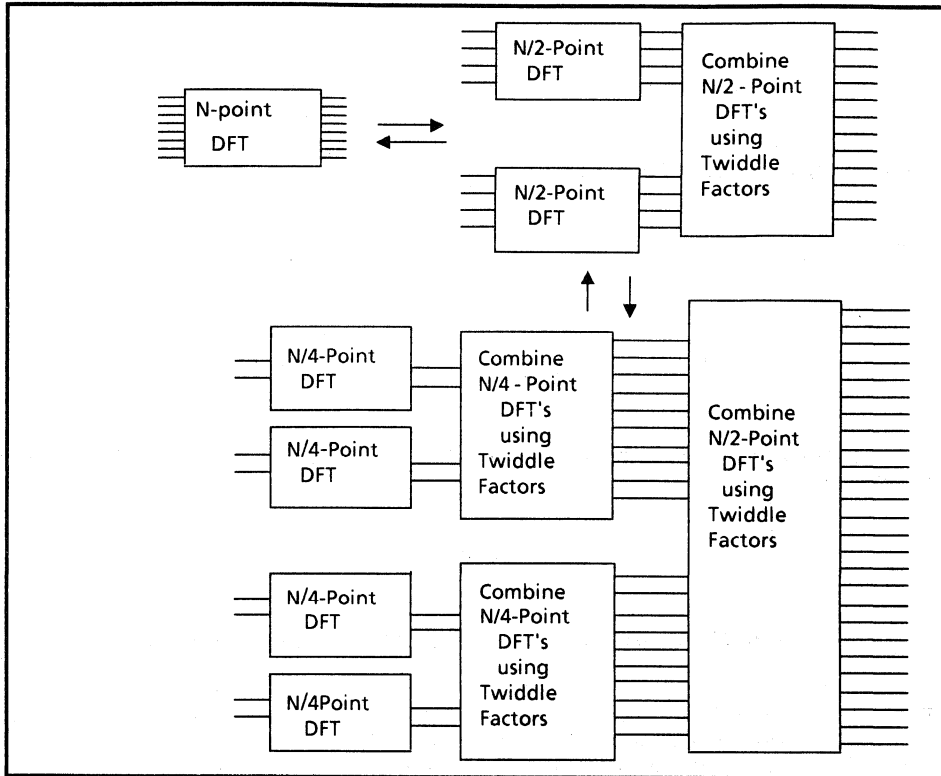 N-point
DFT
N/2-Point
DFT
N/2-Point
DFT
Combine
N/2 - Point
DFT's
using
Twiddle
Factors
N/4-Point
DFT
N/4-Point
DFT
Combine
N/4 - Point
DFT's
using
Twiddle
Factors
N/4-Point
DFT
N/4Point
DFT
Combine
N/4-Point
DFT's
using
Twiddle
Factors
Combine
N/2-Point
DFT's
using
Twiddle
Factors